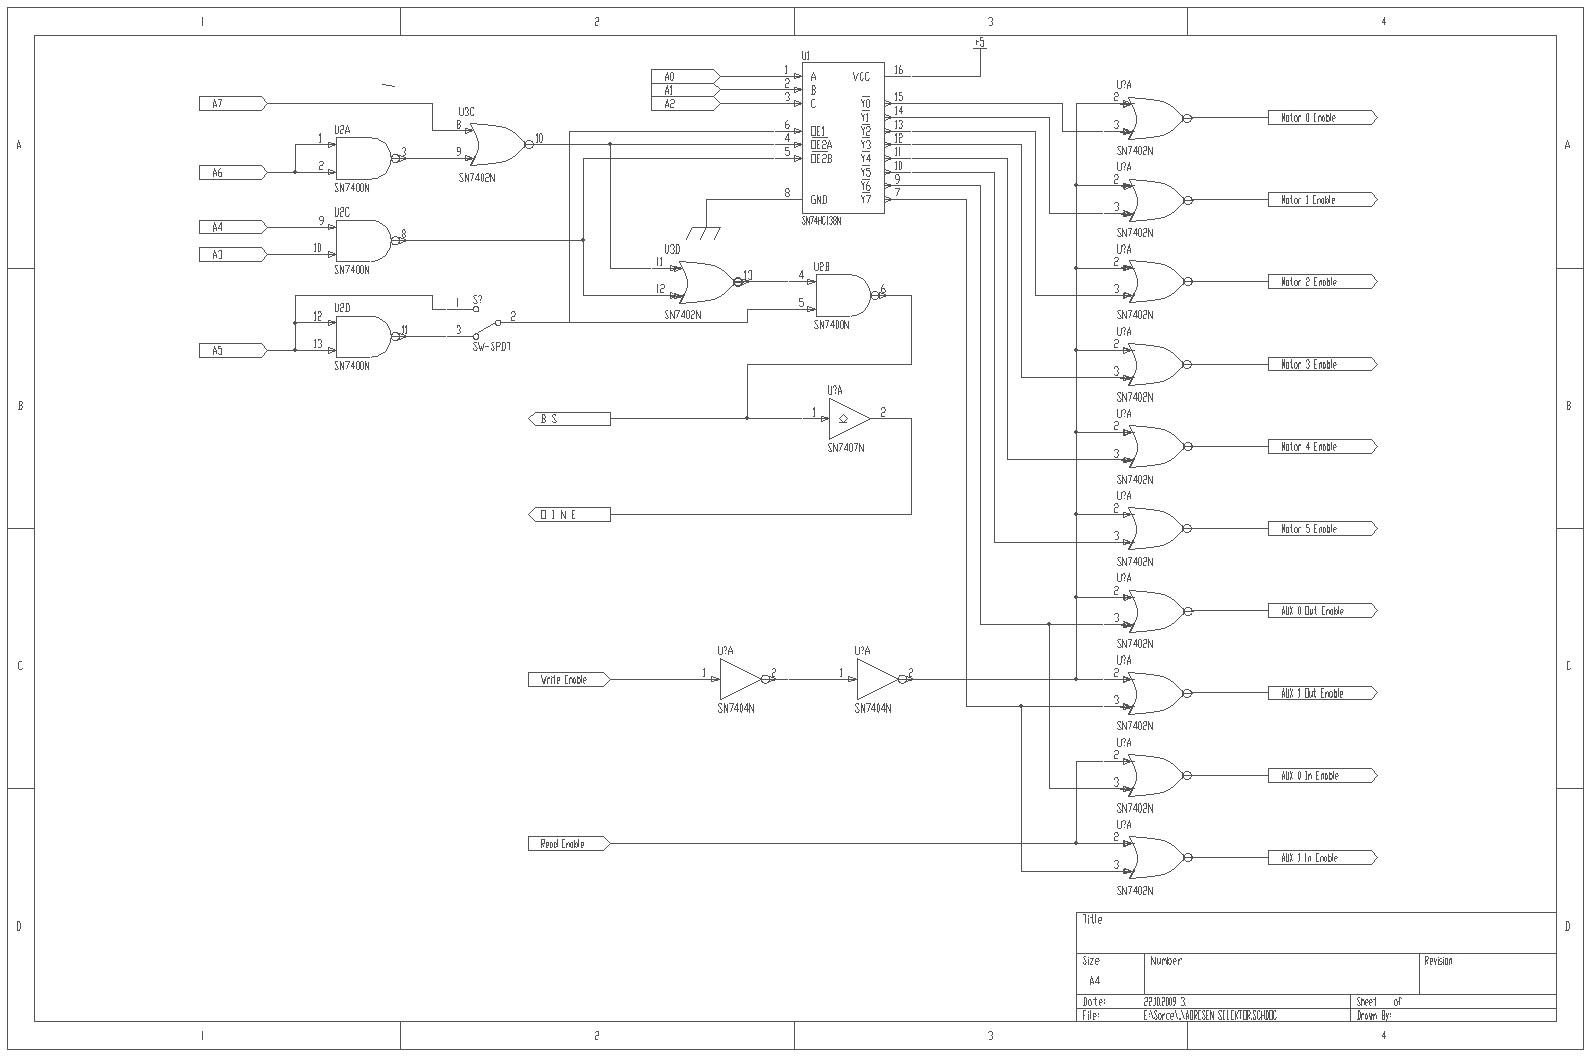 1 2 3 4
A
B
C
D
A
B
C
D
1 2 3 4
A7
A6
A4
A3
A5
U2A
1
2
3
SN7400N
U3C
8
9
10
SN7402N
U2C
9
10
8
SN7400N
U2D
12
13
11
SN7400N
S?
1
3
2
SW-SPDT
A0
A1
A2
U1
1 A
2 B
3 C
6 OE1
4 OE2A
5 OE2B
8 GND
VCC 16
Y0 15
Y1 14
Y2 13
Y3 12
Y4 11
Y5 10
Y6 9
Y7 7
SN74HC138N
+5
U3D
11
12
13
SN7402N
U2B
4
5
6
SN7400N
B S
U?A
1
2
SN7407N
D I N E
Write Enable
U?A
1
2
SN7404N
U?A
1
2
SN7404N
Read Enable
U?A
2
3
SN7402N
Motor 0 Enable
U?A
2
3
SN7402N
Motor 1 Enable
U?A
2
3
SN7402N
Motor 2 Enable
U?A
2
3
SN7402N
Motor 3 Enable
U?A
2
3
SN7402N
Motor 4 Enable
U?A
2
3
SN7402N
Motor 5 Enable
U?A
2
3
SN7402N
AUX 0 Out Enable
U?A
2
3
SN7402N
AUX 1 Out Enable
U?A
2
3
SN7402N
AUX 0 In Enable
U?A
2
3
SN7402N
AUX 1 In Enable
Title
Size
A4
Number
Revision
Date: 22.10.2009 3.
Sheet of
File: E:\Sorce\..\ADRESEN SELEKTOR.SCHDOC
Drawn By: